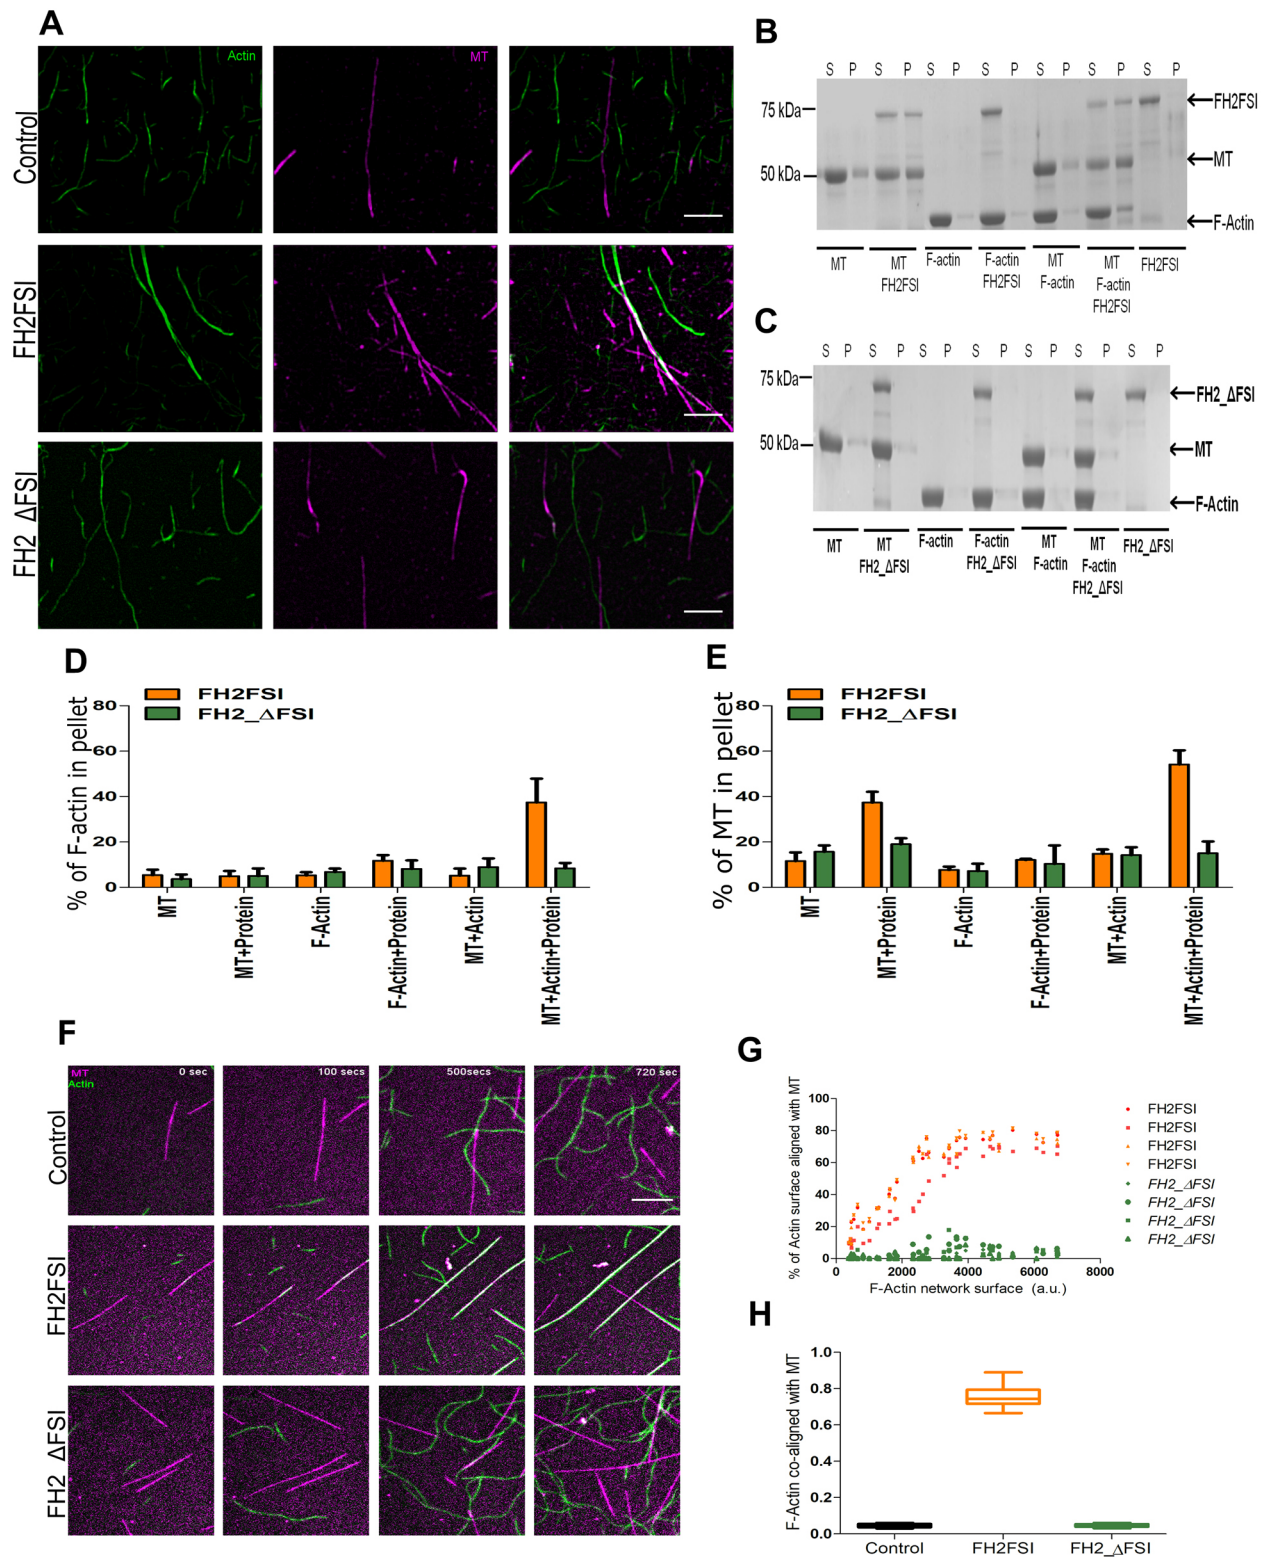 A
Actin
MT
Control
FH2FSI
FH2 ΔFSI
B
S P S P S P S P S P S P S P
75 kDa
50 kDa
FH2FSI
MT
F-Actin
MT
MT
FH2FSI
F-actin
F-actin
FH2FSI
MT
F-actin
MT
F-actin
FH2FSI
FH2FSI
C
S P S P S P S P S P S P S P
75 kDa
50 kDa
FH2_ΔFSI
MT
F-Actin
MT
MT
FH2_ΔFSI
F-actin
F-actin
FH2_ΔFSI
MT
F-actin
MT
F-actin
FH2_ΔFSI
FH2_ΔFSI
D
FH2FSI
FH2_ΔFSI
% of F-actin in pellet
80
60
40
20
0
MT
MT+Protein
F-Actin
F-Actin+Protein
MT+Actin
MT+Actin+Protein
E
FH2FSI
FH2_ΔFSI
% of MT in pellet
80
60
40
20
0
MT
MT+Protein
F-Actin
F-Actin+Protein
MT+Actin
MT+Actin+Protein
F
MT
Actin
0 sec
100 secs
500secs
720 sec
Control
FH2FSI
FH2 ΔFSI
G
% of Actin surface aligned with MT
100
80
60
40
20
0
0 2000 4000 6000 8000
F-Actin network surface (a.u.)
FH2FSI
FH2FSI
FH2FSI
FH2FSI
FH2_ΔFSI
FH2_ΔFSI
FH2_ΔFSI
FH2_ΔFSI
H
F-Actin co-aligned with MT
1.0
0.8
0.6
0.4
0.2
0.0
Control
FH2FSI
FH2_ΔFSI